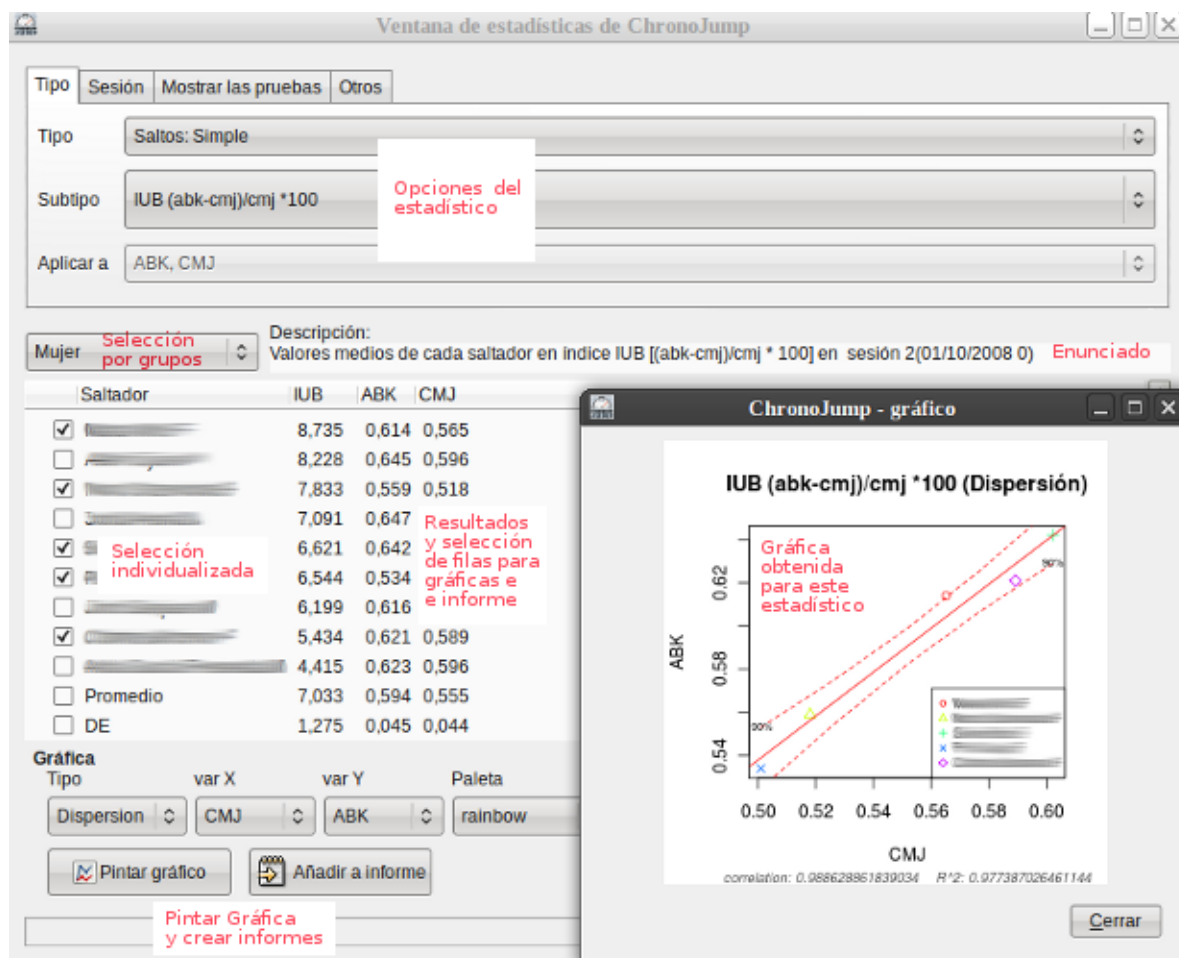 Ventana de estadísticas de ChronoJump
Tipo Sesión Mostrar las pruebas Otros
Tipo Saltos: Simple
Subtipo IUB (abk-cmj)/cmj *100
Opciones del
estadístico
Aplicar a ABK, CMJ
Mujer
Selección
por grupos
Descripción:
Valores medios de cada saltador en índice IUB [(abk-cmj)/cmj * 100] en sesión 2(01/10/2008 0)
Enunciado
Saltador IUB ABK CMJ
8,735 0,614 0,565
8,228 0,645 0,596
7,833 0,559 0,518
7,091 0,647
6,621 0,642
6,544 0,534
6,199 0,616
5,434 0,621 0,589
4,415 0,623 0,596
Promedio 7,033 0,594 0,555
DE 1,275 0,045 0,044
Selección
individualizada
Resultados
y selección
de filas para
gráficas e
e informe
Gráfica
Tipo var X var Y Paleta
Dispersion CMJ ABK rainbow
Pintar gráfico Añadir a informe
Pintar Gráfica
y crear informes
ChronoJump - gráfico
IUB (abk-cmj)/cmj *100 (Dispersión)
Gráfica
obtenida
para este
estadístico
90%
90%
ABK
0.62
0.58
0.54
0.50 0.52 0.54 0.56 0.58 0.60
CMJ
correlation: 0.988628861839034 R^2: 0.977387026461144
Cerrar